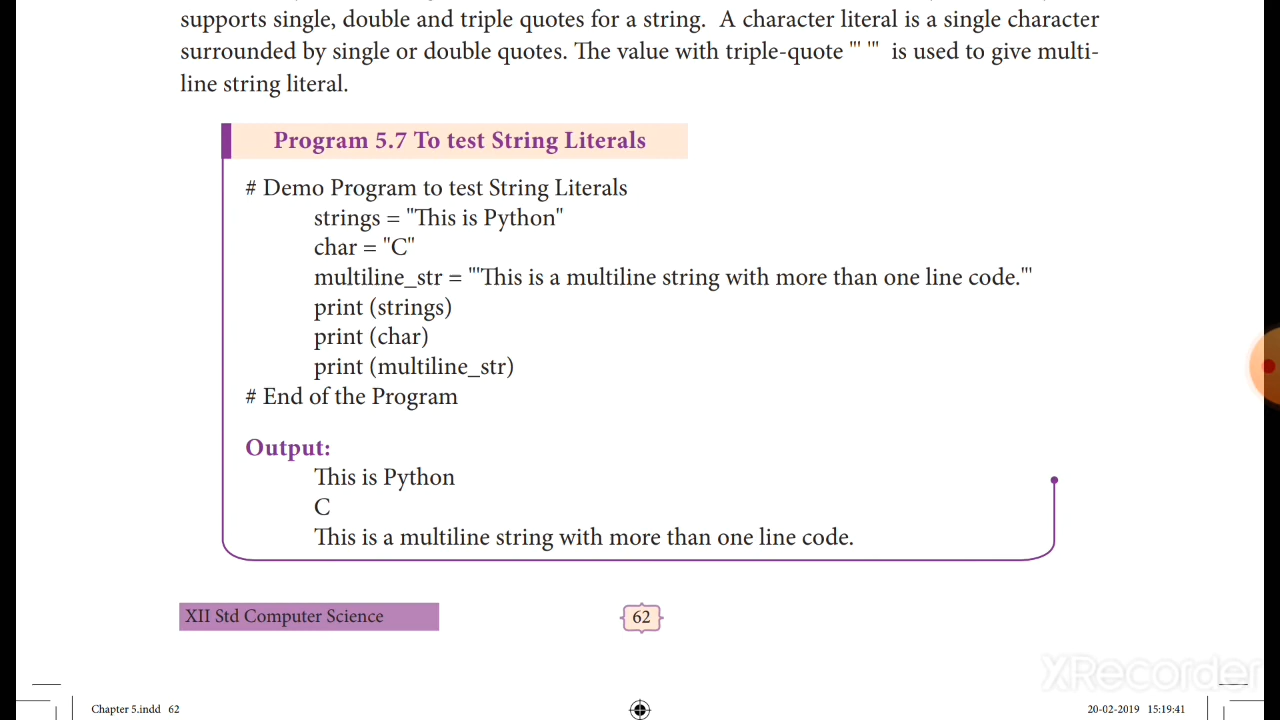 supports single, double and triple quotes for a string. A character literal is a single character
surrounded by single or double quotes. The value with triple-quote "' '" is used to give multi-
line string literal.
Program 5.7 To test String Literals
# Demo Program to test String Literals
strings = "This is Python"
char = "C"
multiline_str = "'This is a multiline string with more than one line code.'"
print (strings)
print (char)
print (multiline_str)
# End of the Program
Output:
This is Python
C
This is a multiline string with more than one line code.
XII Std Computer Science
62
XRecorder
Chapter 5.indd 62
20-02-2019 15:19:41